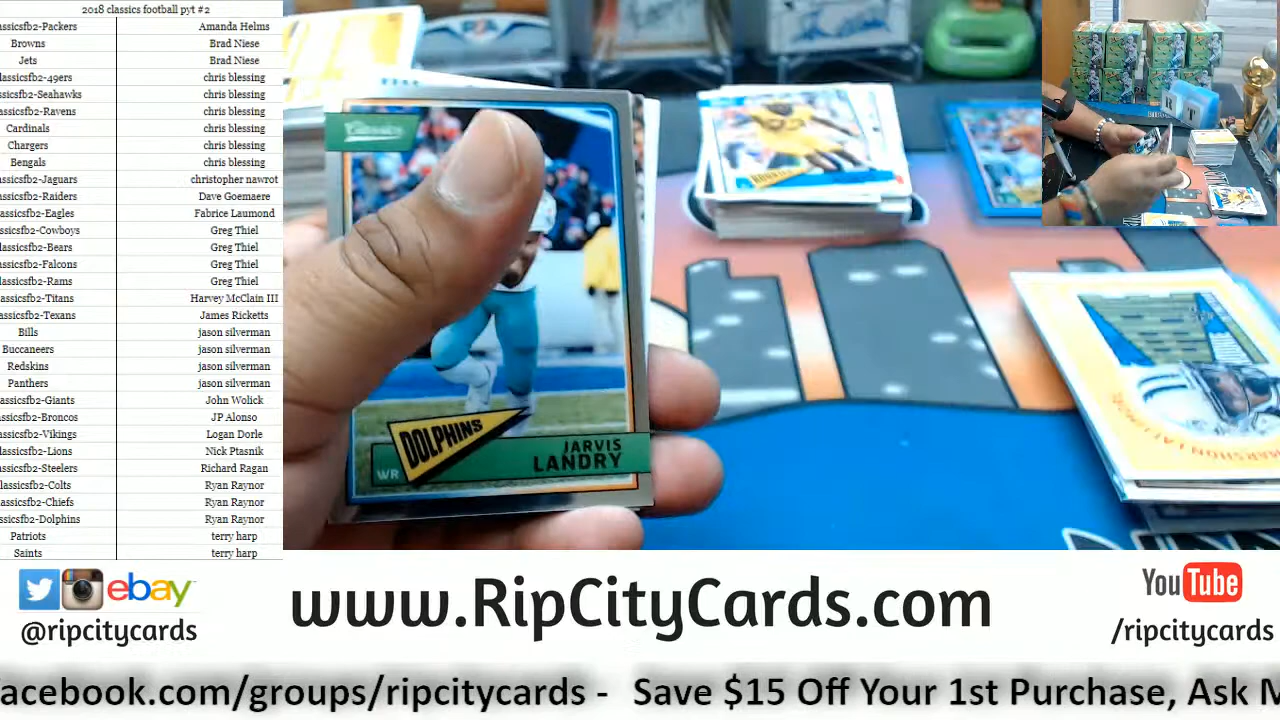 2018 classics football pyt #2
assicsfb2-Packers Amanda Helms
Browns Brad Niese
Jets Brad Niese
lassicsfb2-49ers chris blessing
ssicsfb2-Seahawks chris blessing
assicsfb2-Ravens chris blessing
Cardinals chris blessing
Chargers chris blessing
Bengals chris blessing
assicsfb2-Jaguars christopher nawrot
assicsfb2-Raiders Dave Goemaere
lassicsfb2-Eagles Fabrice Laumond
ssicsfb2-Cowboys Greg Thiel
lassicsfb2-Bears Greg Thiel
assicsfb2-Falcons Greg Thiel
lassicsfb2-Rams Greg Thiel
lassicsfb2-Titans Harvey McClain III
assicsfb2-Texans James Ricketts
Bills jason silverman
Buccaneers jason silverman
Redskins jason silverman
Panthers jason silverman
lassicsfb2-Giants John Wolick
assicsfb2-Broncos JP Alonso
assicsfb2-Vikings Logan Dorle
lassicsfb2-Lions Nick Ptasnik
assicsfb2-Steelers Richard Ragan
lassicsfb2-Colts Ryan Raynor
lassicsfb2-Chiefs Ryan Raynor
ssicsfb2-Dolphins Ryan Raynor
Patriots terry harp
Saints terry harp
Classics
DOLPHINS
WR
JARVIS
LANDRY
MARSHON LATTIMORE
R
T
ebay
@ripcitycards
www.RipCityCards.com
YouTube
/ripcitycards
facebook.com/groups/ripcitycards - Save $15 Off Your 1st Purchase, Ask M